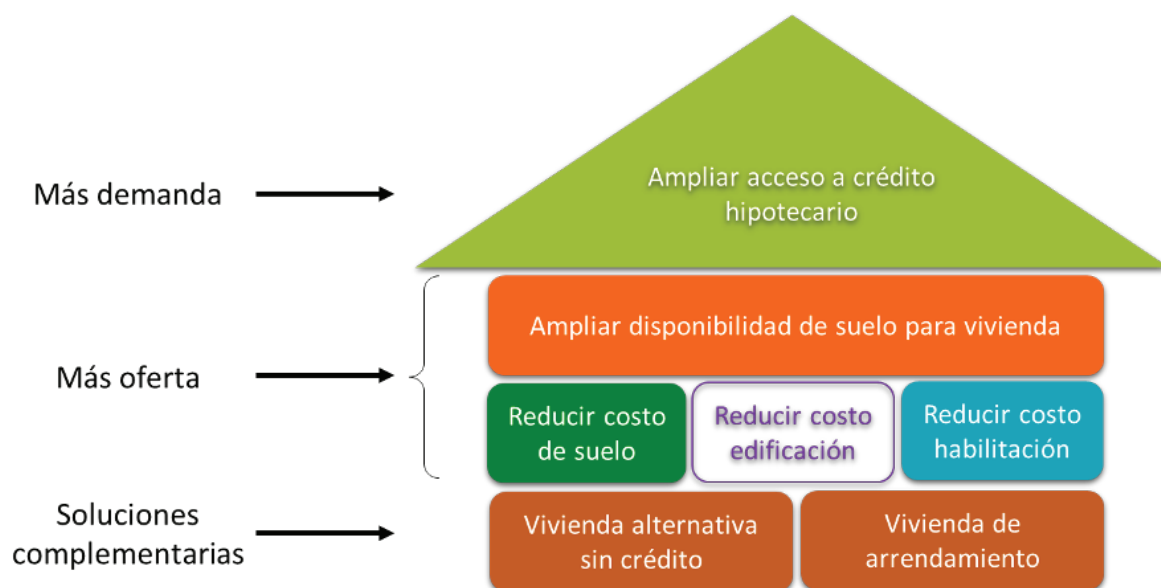 Más demanda
Ampliar acceso a crédito
hipotecario
Más oferta
Ampliar disponibilidad de suelo para vivienda
Reducir costo
de suelo
Reducir costo
edificación
Reducir costo
habilitación
Soluciones
complementarias
Vivienda alternativa
sin crédito
Vivienda de
arrendamiento